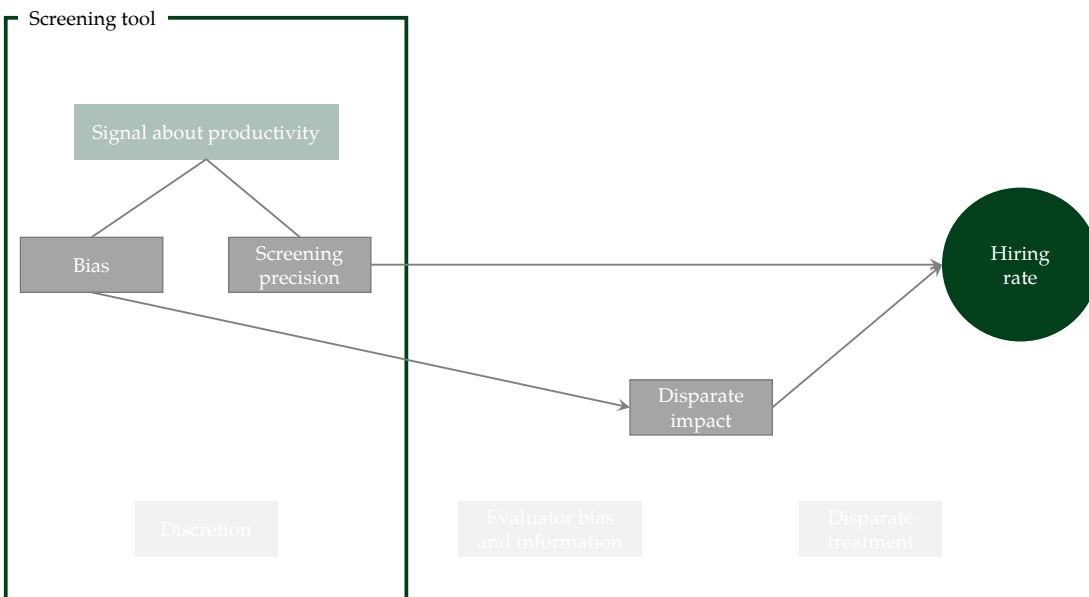 Screening tool
Signal about productivity
Bias
Screening
precision
Hiring
rate
Disparate
impact
Discretion
Evaluator bias
and information
Disparate
treatment